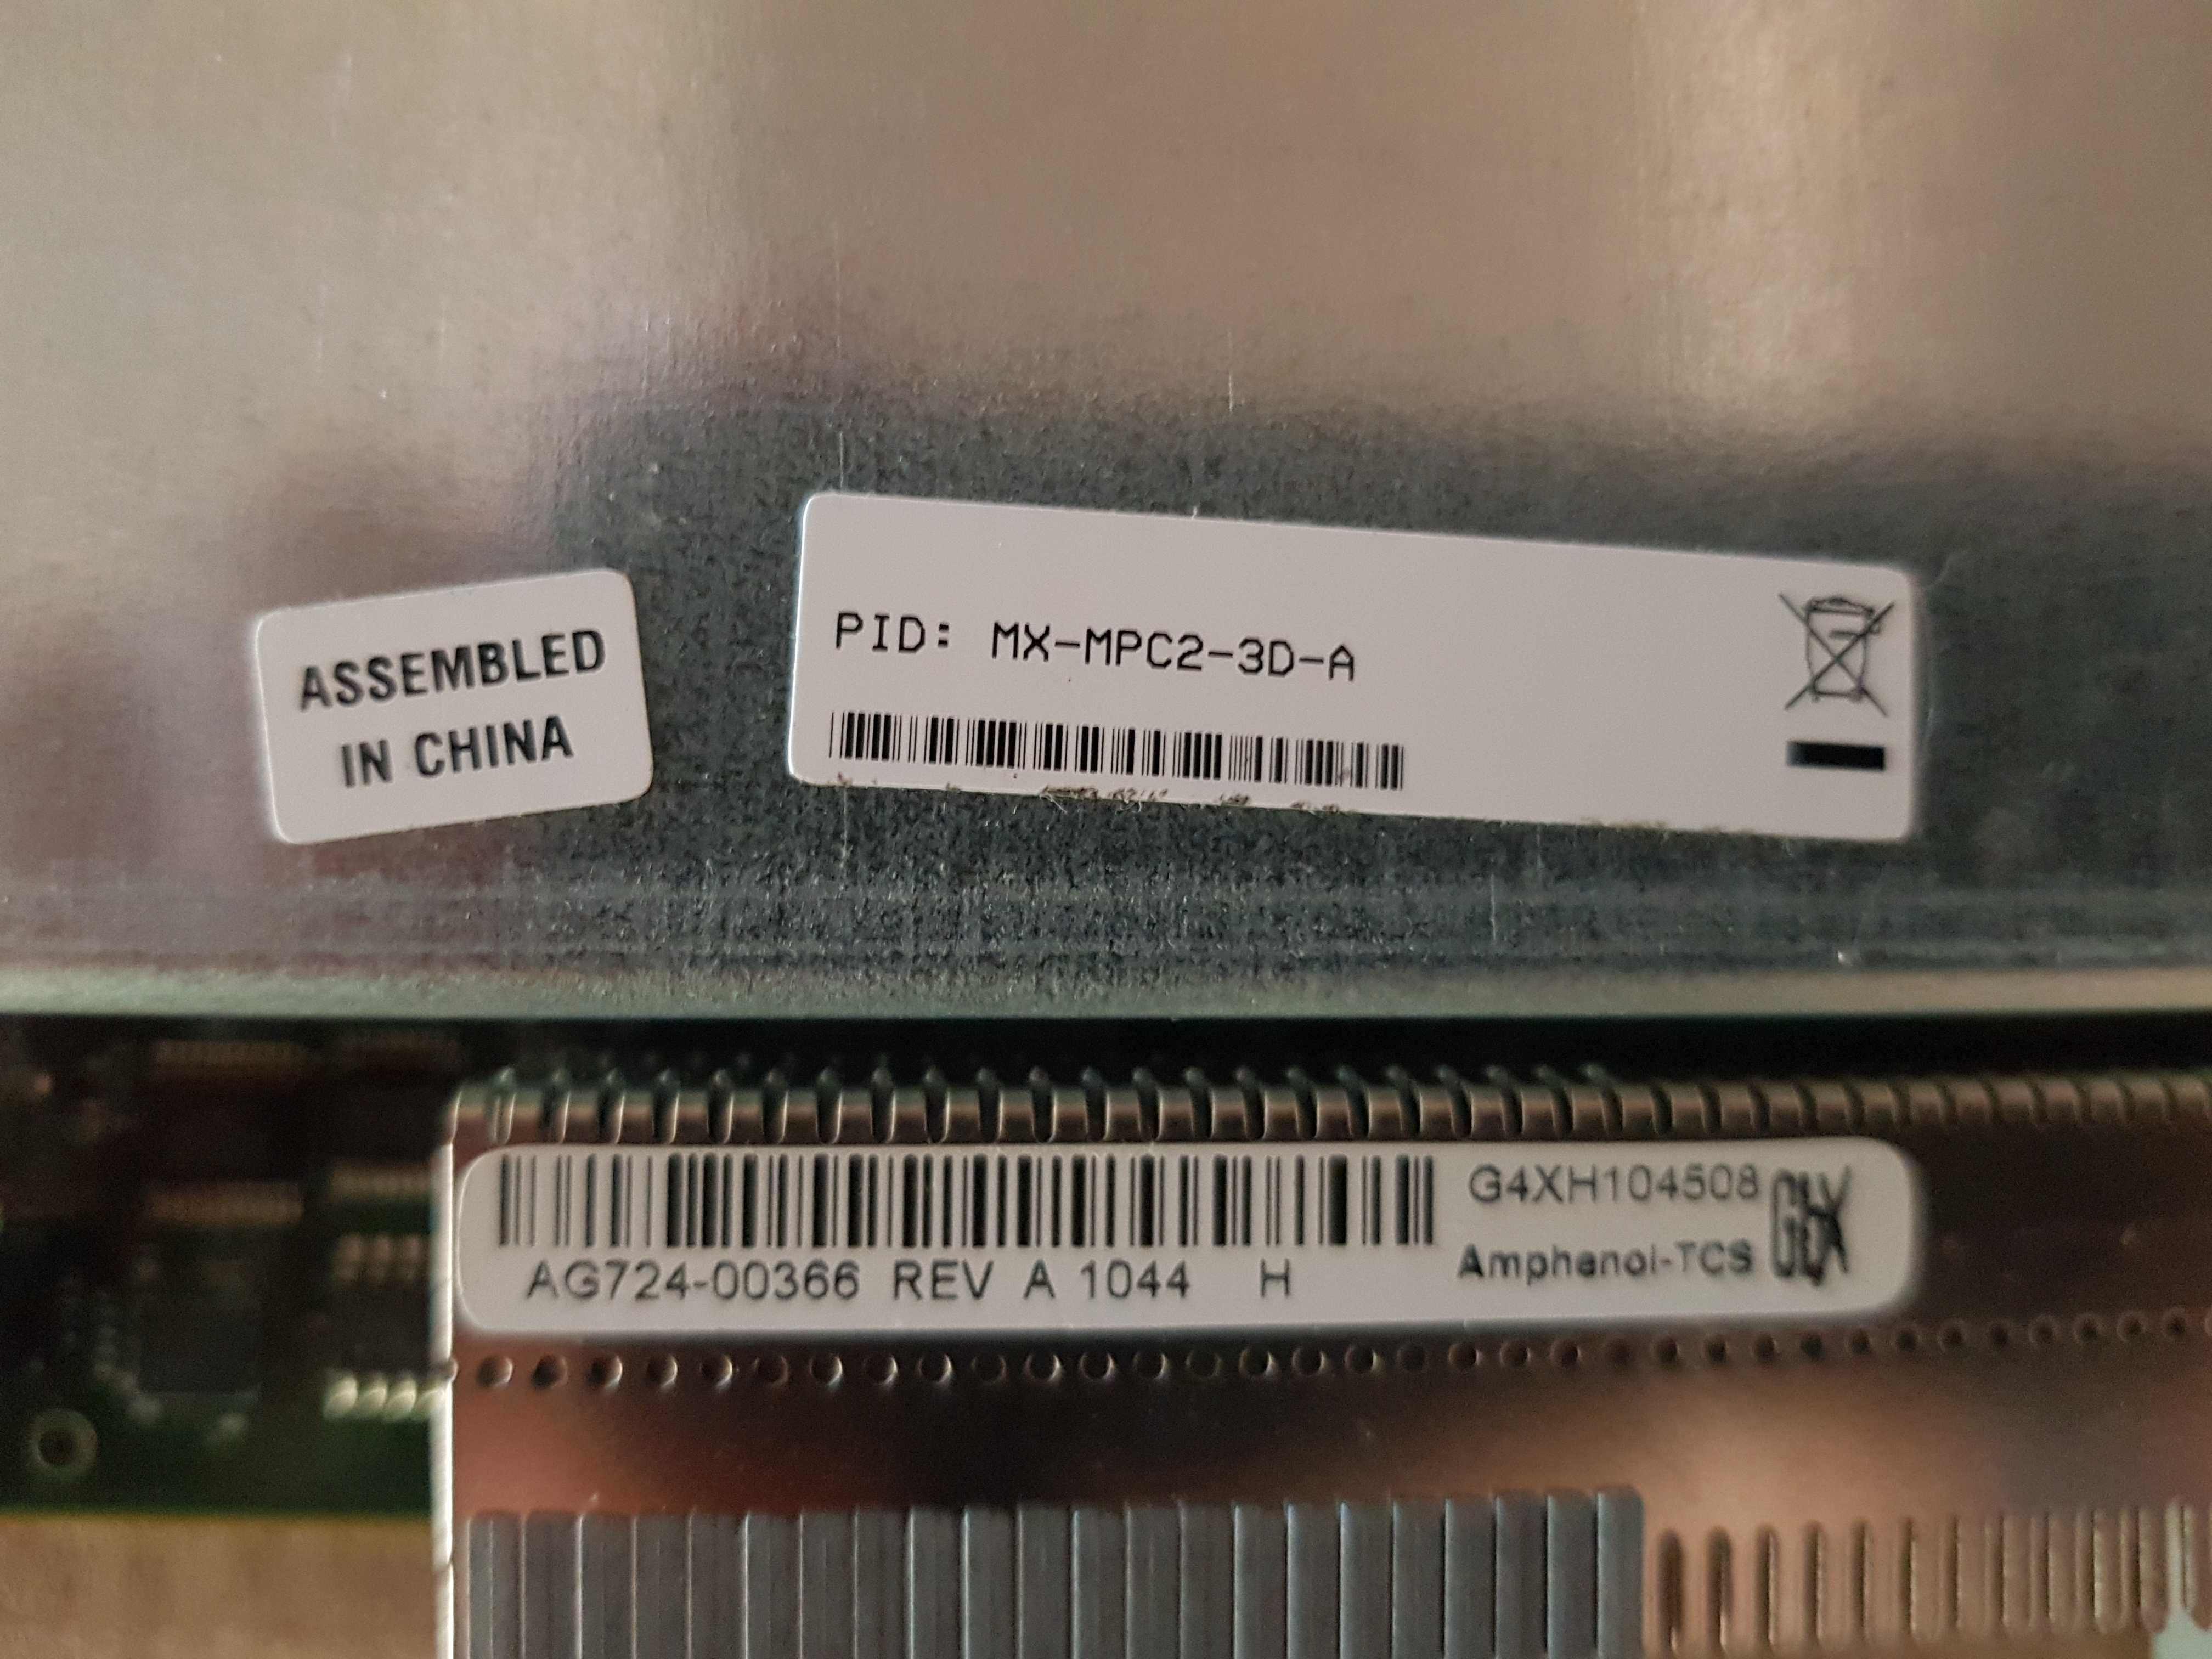 ASSEMBLED
IN CHINA
PID: MX-MPC2-3D-A
G4XH104508
Amphenol-TCS
AG724-00366 REV A 1044 H